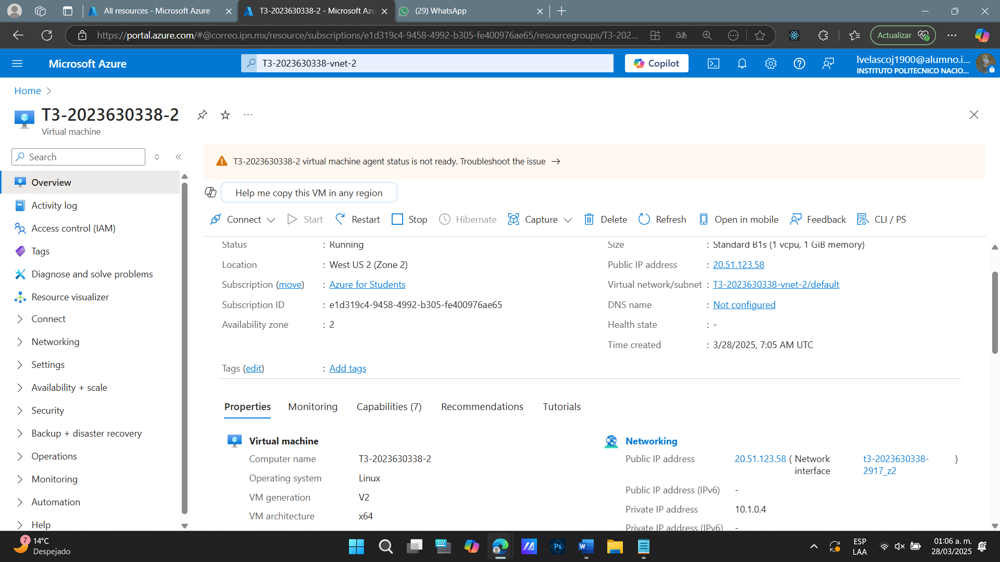 All resources - Microsoft Azure
T3-2023630338-2 - Microsoft Azu
(29) WhatsApp
https://portal.azure.com/#@correo.ipn.mx/resource/subscriptions/e1d319c4-9458-4992-b305-fe400976ae65/resourcegroups/T3-202...
Actualizar
Microsoft Azure
T3-2023630338-vnet-2
Copilot
lvelascoj1900@alumno.i...
INSTITUTO POLITECNICO NACIO...
Home
T3-2023630338-2
Virtual machine
Search
T3-2023630338-2 virtual machine agent status is not ready. Troubleshoot the issue →
Help me copy this VM in any region
Connect
Start
Restart
Stop
Hibernate
Capture
Delete
Refresh
Open in mobile
Feedback
CLI / PS
Overview
Activity log
Access control (IAM)
Tags
Diagnose and solve problems
Resource visualizer
Connect
Networking
Settings
Availability + scale
Security
Backup + disaster recovery
Operations
Monitoring
Automation
Help
Status : Running
Location : West US 2 (Zone 2)
Subscription (move) : Azure for Students
Subscription ID : e1d319c4-9458-4992-b305-fe400976ae65
Availability zone : 2
Size : Standard B1s (1 vcpu, 1 GiB memory)
Public IP address : 20.51.123.58
Virtual network/subnet : T3-2023630338-vnet-2/default
DNS name : Not configured
Health state : -
Time created : 3/28/2025, 7:05 AM UTC
Tags (edit) : Add tags
Properties
Monitoring
Capabilities (7)
Recommendations
Tutorials
Virtual machine
Computer name T3-2023630338-2
Operating system Linux
VM generation V2
VM architecture x64
Networking
Public IP address 20.51.123.58 ( Network interface t3-2023630338-2917_z2 )
Public IP address (IPv6) -
Private IP address 10.1.0.4
Private IP address (IPv6) -
7
14°C
Despejado
Ps
W
ESP
LAA
01:06 a. m.
28/03/2025